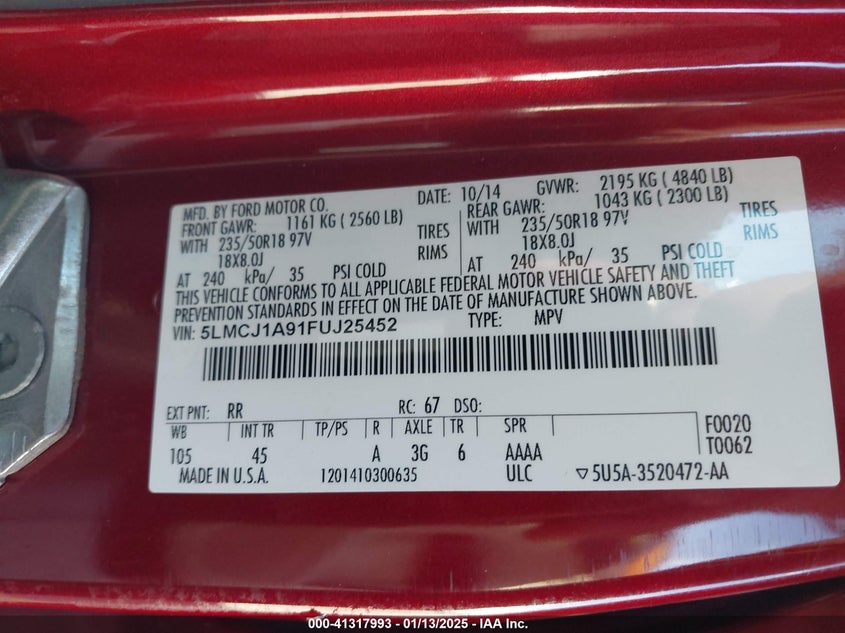 MFD. BY FORD MOTOR CO. DATE: 10/14 GVWR: 2195 KG ( 4840 LB)
FRONT GAWR: 1161 KG ( 2560 LB) REAR GAWR: 1043 KG ( 2300 LB)
WITH 235/50R18 97V TIRES WITH 235/50R18 97V TIRES
18X8.0J RIMS 18X8.0J RIMS
AT 240 kPa/ 35 PSI COLD AT 240 kPa/ 35 PSI COLD
THIS VEHICLE CONFORMS TO ALL APPLICABLE FEDERAL MOTOR VEHICLE SAFETY AND THEFT
PREVENTION STANDARDS IN EFFECT ON THE DATE OF MANUFACTURE SHOWN ABOVE.
VIN: 5LMCJ1A91FUJ25452 TYPE: MPV
EXT PNT: RR RC: 67 DSO:
WB INT TR TP/PS R AXLE TR SPR F0020
105 45 A 3G 6 AAAA T0062
MADE IN U.S.A. 1201410300635 ULC ▽5U5A-3520472-AA
000-41317993 - 01/13/2025 - IAA Inc.